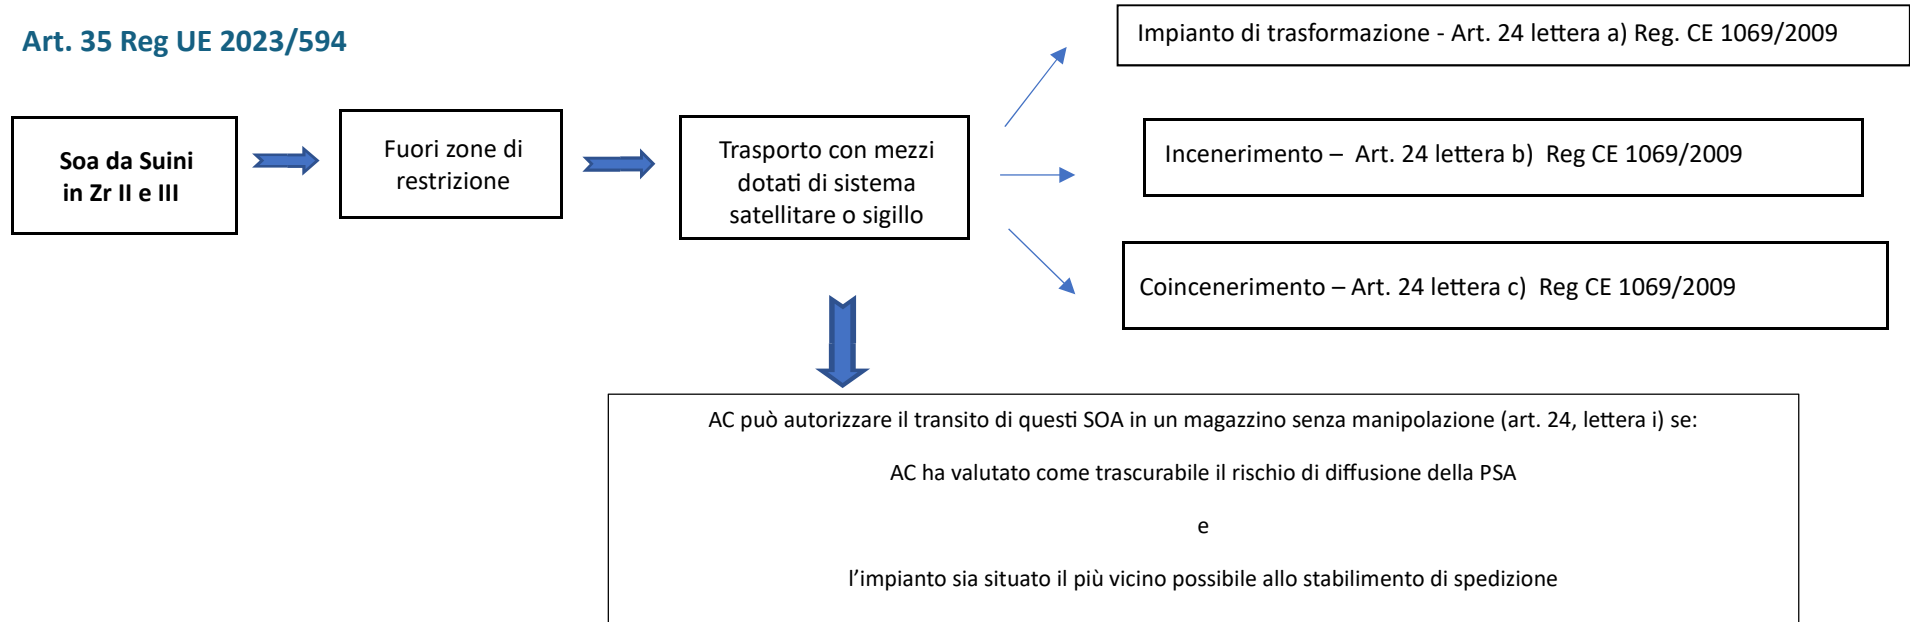 Art. 35 Reg UE 2023/594
Impianto di trasformazione - Art. 24 lettera a) Reg. CE 1069/2009
Soa da Suini
in Zr II e III
Fuori zone di
restrizione
Trasporto con mezzi
dotati di sistema
satellitare o sigillo
Incenerimento – Art. 24 lettera b) Reg CE 1069/2009
Coincenerimento – Art. 24 lettera c) Reg CE 1069/2009
AC può autorizzare il transito di questi SOA in un magazzino senza manipolazione (art. 24, lettera i) se:
AC ha valutato come trascurabile il rischio di diffusione della PSA
e
l’impianto sia situato il più vicino possibile allo stabilimento di spedizione